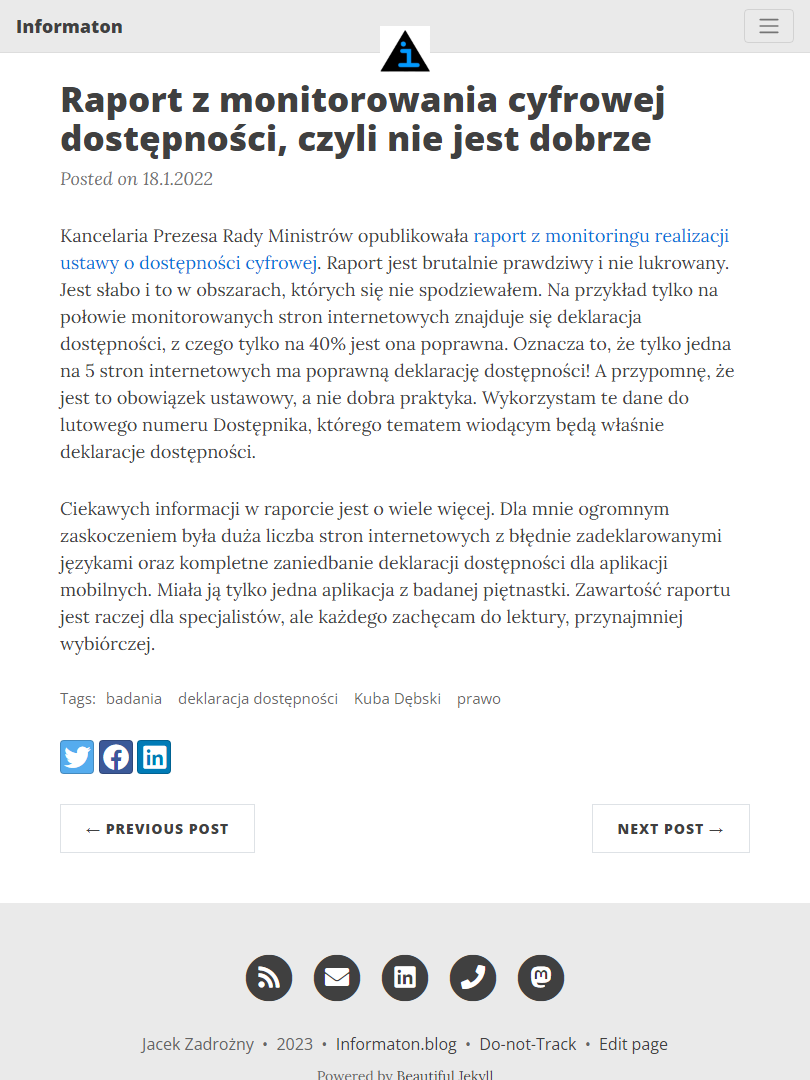 Informaton
i
Raport z monitorowania cyfrowej
dostępności, czyli nie jest dobrze
Posted on 18.1.2022
Kancelaria Prezesa Rady Ministrów opublikowała raport z monitoringu realizacji
ustawy o dostępności cyfrowej. Raport jest brutalnie prawdziwy i nie lukrowany.
Jest słabo i to w obszarach, których się nie spodziewałem. Na przykład tylko na
połowie monitorowanych stron internetowych znajduje się deklaracja
dostępności, z czego tylko na 40% jest ona poprawna. Oznacza to, że tylko jedna
na 5 stron internetowych ma poprawną deklarację dostępności! A przypomnę, że
jest to obowiązek ustawowy, a nie dobra praktyka. Wykorzystam te dane do
lutowego numeru Dostępnika, którego tematem wiodącym będą właśnie
deklaracje dostępności.
Ciekawych informacji w raporcie jest o wiele więcej. Dla mnie ogromnym
zaskoczeniem była duża liczba stron internetowych z błędnie zadeklarowanymi
językami oraz kompletne zaniedbanie deklaracji dostępności dla aplikacji
mobilnych. Miała ją tylko jedna aplikacja z badanej piętnastki. Zawartość raportu
jest raczej dla specjalistów, ale każdego zachęcam do lektury, przynajmniej
wybiórczej.
Tags: badania deklaracja dostępności Kuba Dębski prawo
← PREVIOUS POST
NEXT POST →
Jacek Zadrożny • 2023 • Informaton.blog • Do-not-Track • Edit page
Powered by Beautiful Jekyll